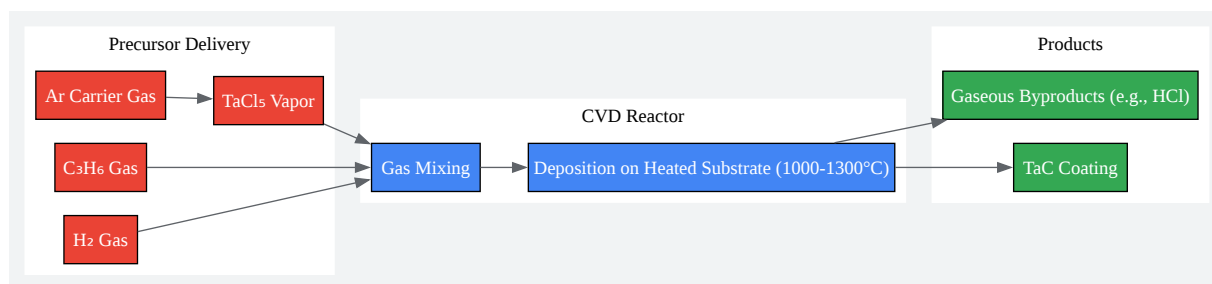 Precursor Delivery
Ar Carrier Gas
TaCl₅ Vapor
C₃H₆ Gas
H₂ Gas
CVD Reactor
Gas Mixing
Deposition on Heated Substrate (1000-1300°C)
Products
Gaseous Byproducts (e.g., HCl)
TaC Coating